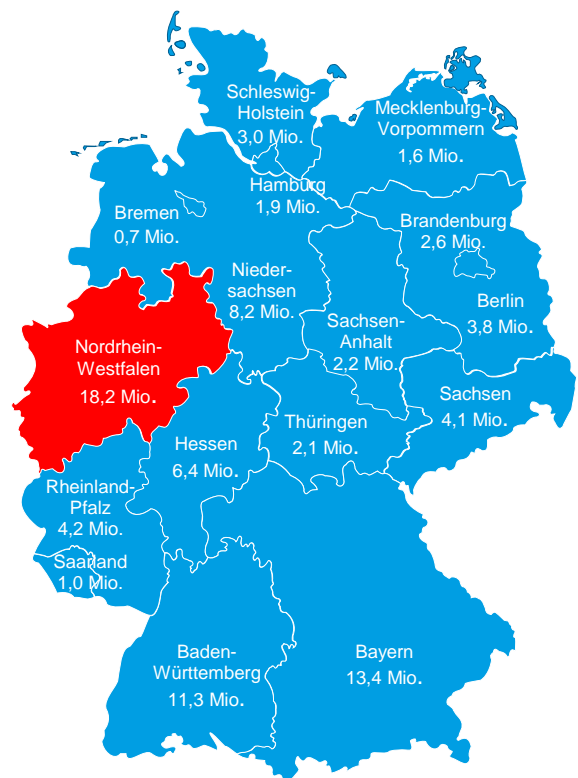 Schleswig-
Holstein
3,0 Mio.
Mecklenburg-
Vorpommern
1,6 Mio.
Hamburg
1,9 Mio.
Bremen
0,7 Mio.
Brandenburg
2,6 Mio.
Nieder-
sachsen
8,2 Mio.
Berlin
3,8 Mio.
Sachsen-
Anhalt
2,2 Mio.
Nordrhein-
Westfalen
18,2 Mio.
Sachsen
4,1 Mio.
Thüringen
2,1 Mio.
Hessen
6,4 Mio.
Rheinland-
Pfalz
4,2 Mio.
Saarland
1,0 Mio.
Baden-
Württemberg
11,3 Mio.
Bayern
13,4 Mio.